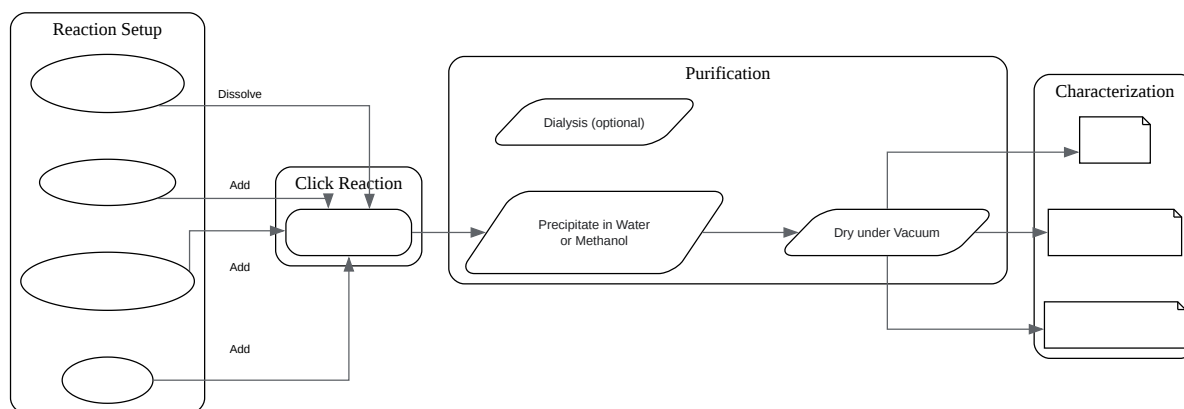 Reaction Setup
Dissolve
Add
Add
Add
Click Reaction
Purification
Dialysis (optional)
Precipitate in Water
or Methanol
Dry under Vacuum
Characterization